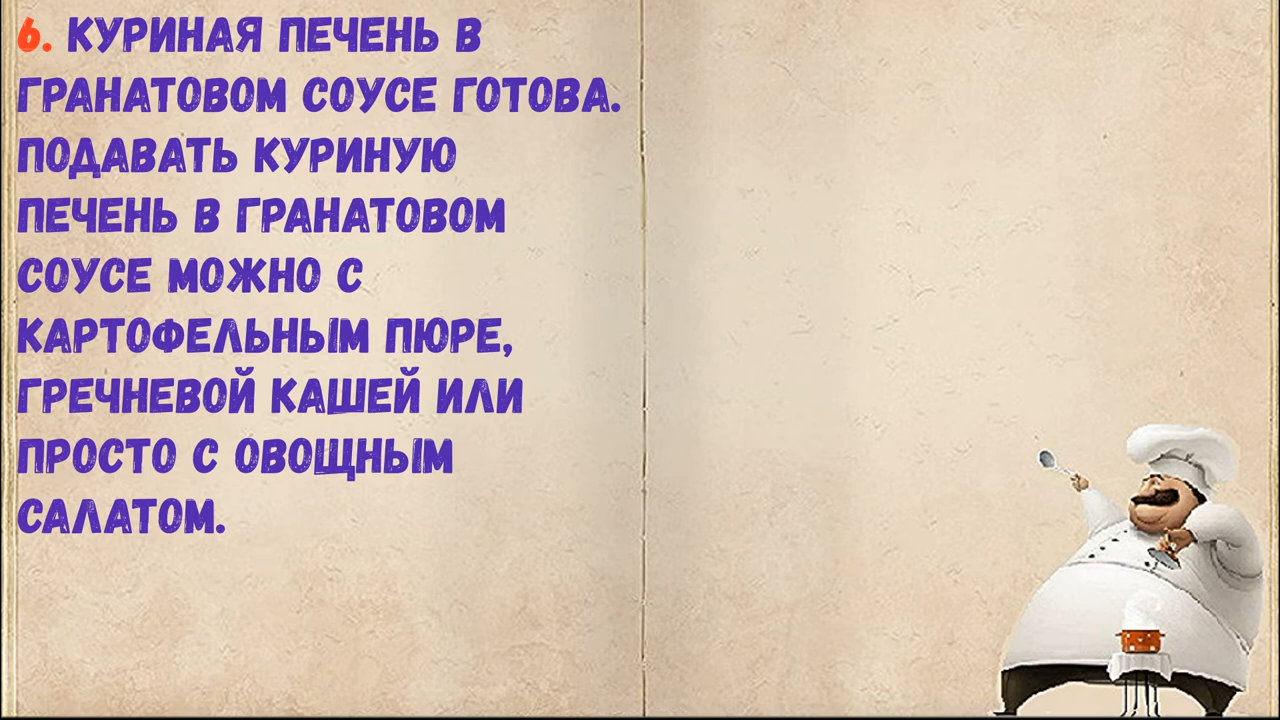 6. КУРИНАЯ ПЕЧЕНЬ В
ГРАНАТОВОМ СОУСЕ ГОТОВА.
ПОДАВАТЬ КУРИНУЮ
ПЕЧЕНЬ В ГРАНАТОВОМ
СОУСЕ МОЖНО С
КАРТОФЕЛЬНЫМ ПЮРЕ,
ГРЕЧНЕВОЙ КАШЕЙ ИЛИ
ПРОСТО С ОВОЩНЫМ
САЛАТОМ.